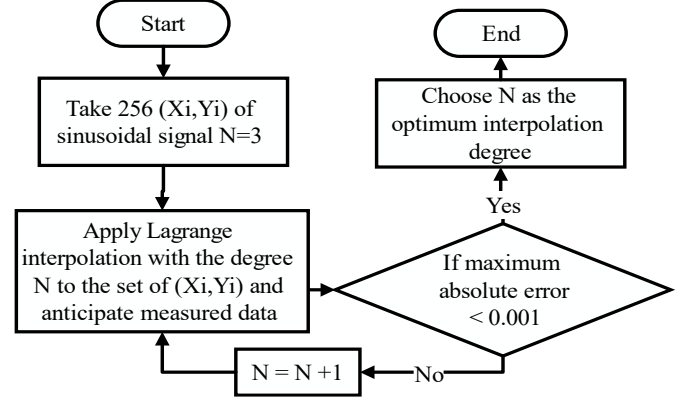 Start
Take 256 (Xi,Yi) of
sinusoidal signal N=3
Apply Lagrange
interpolation with the degree
N to the set of (Xi,Yi) and
anticipate measured data
If maximum
absolute error
< 0.001
No
N = N +1
Yes
Choose N as the
optimum interpolation
degree
End